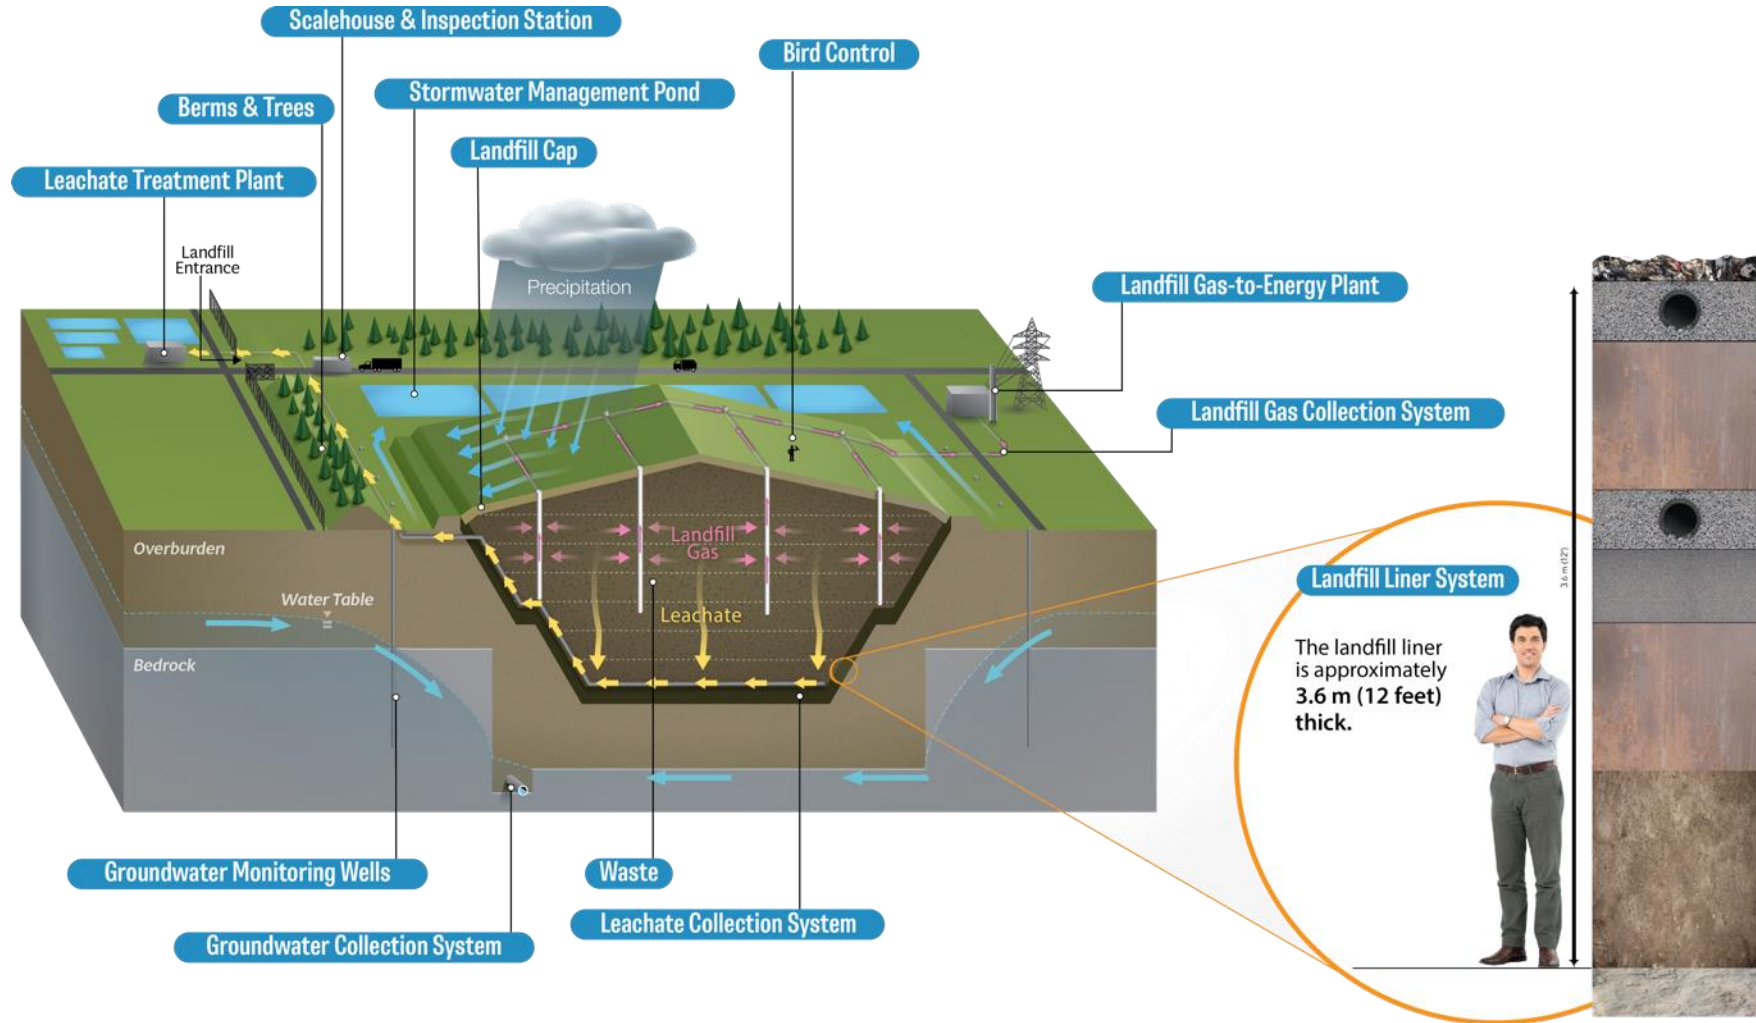 Scalehouse & Inspection Station
Bird Control
Stormwater Management Pond
Berms & Trees
Landfill Cap
Leachate Treatment Plant
Landfill
Entrance
Precipitation
Landfill Gas-to-Energy Plant
Landfill Gas Collection System
Landfill
Gas
Overburden
Water Table
Leachate
Bedrock
Landfill Liner System
3.6 m (12')
The landfill liner
is approximately
3.6 m (12 feet)
thick.
Groundwater Monitoring Wells
Waste
Leachate Collection System
Groundwater Collection System